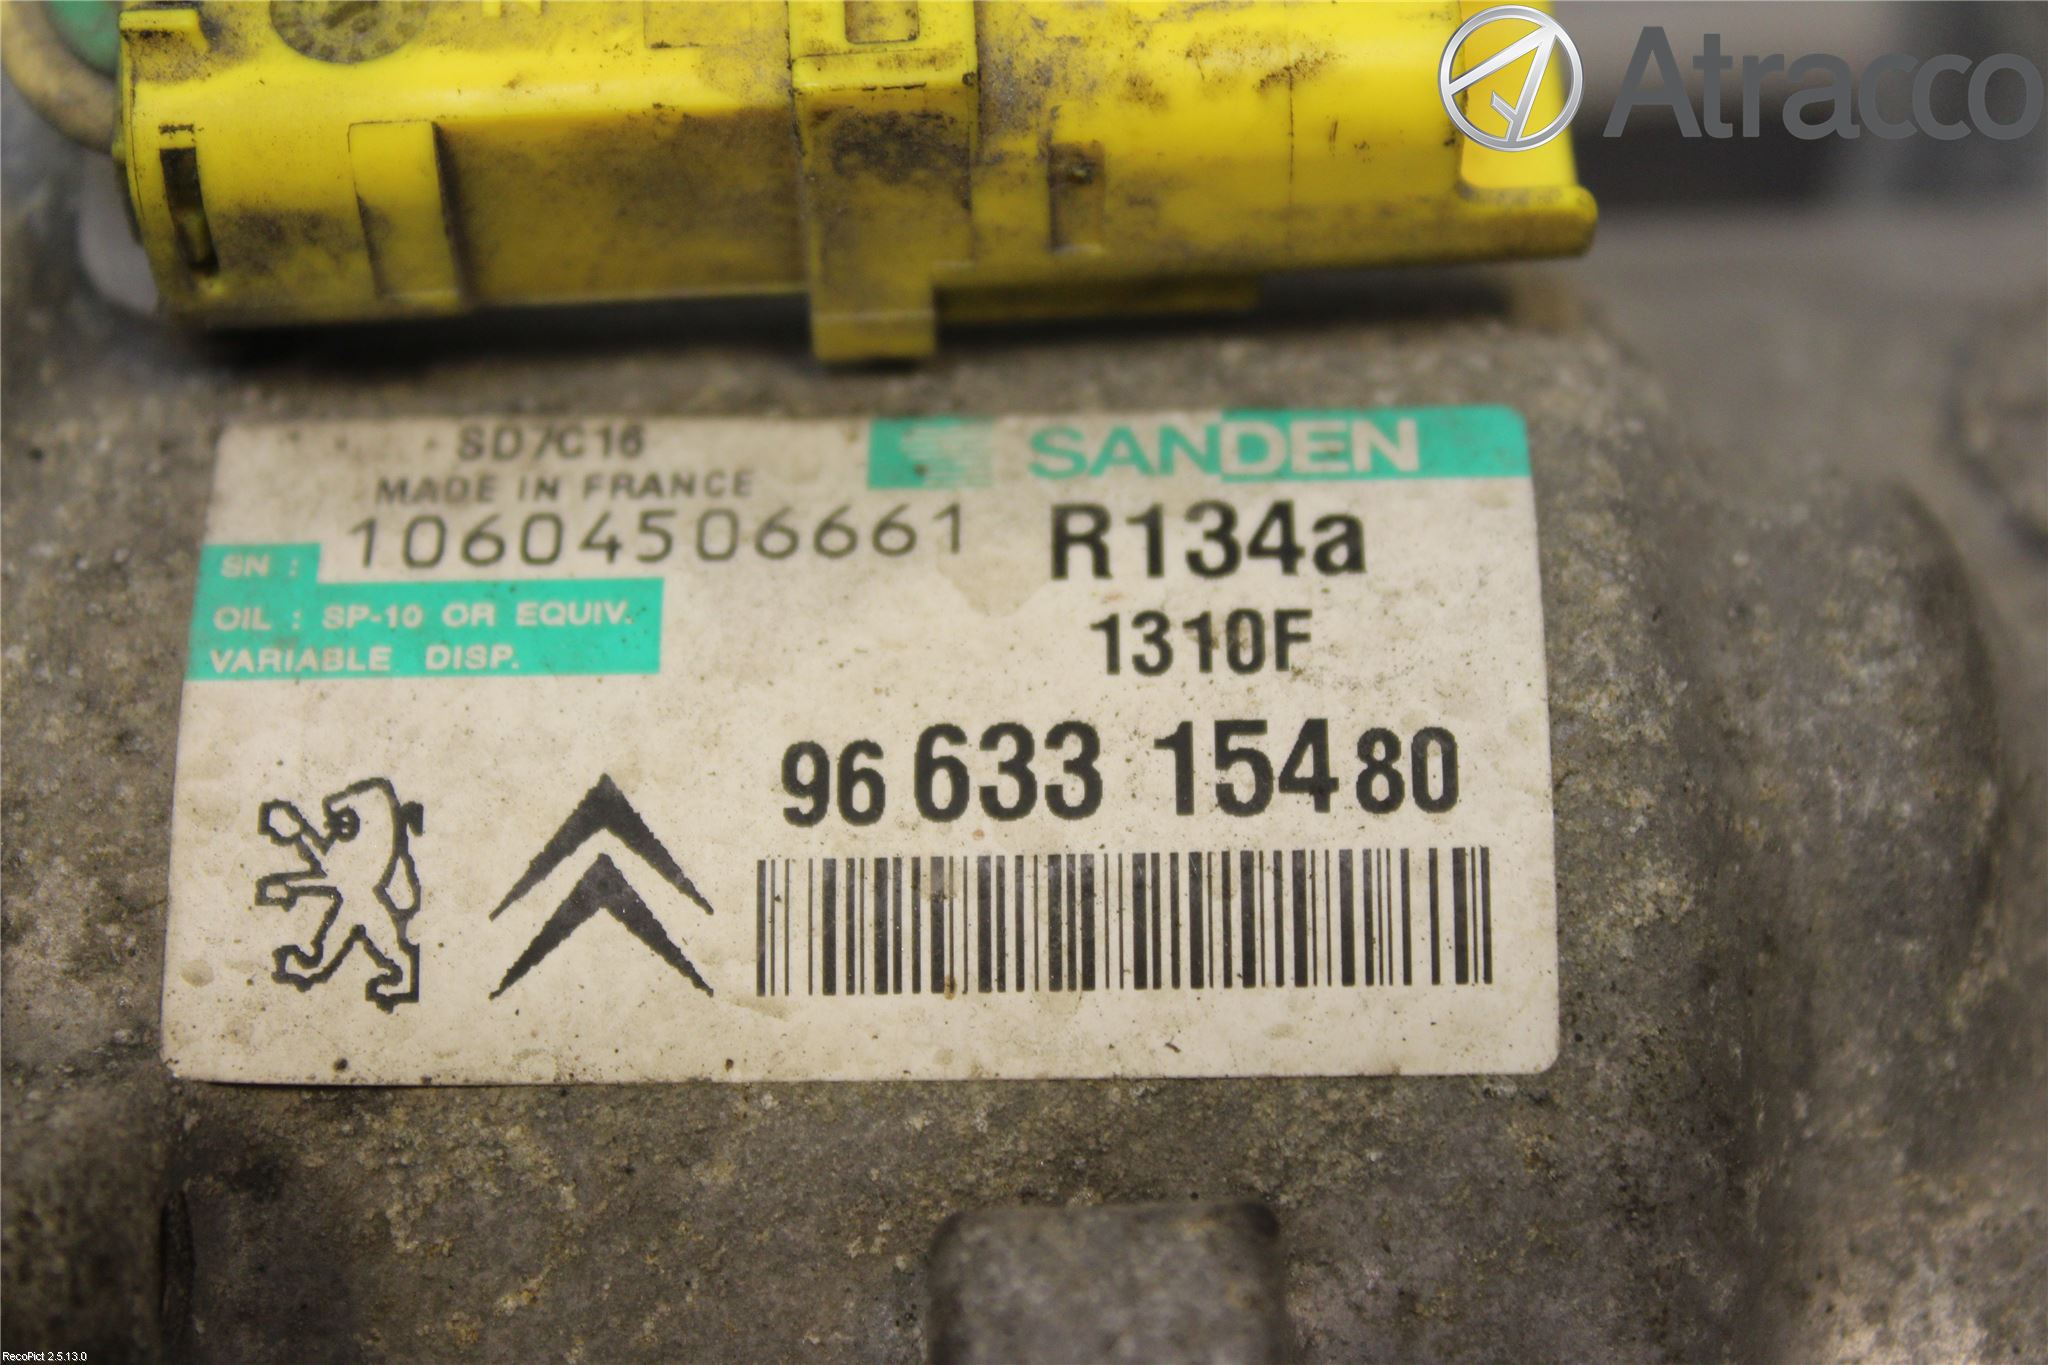 Atracco
SD7C16
SANDEN
MADE IN FRANCE
SN : 10604506661
R134a
OIL : SP-10 OR EQUIV.
VARIABLE DISP.
1310F
96 633 154 80
RecoPict 2.5.13.0